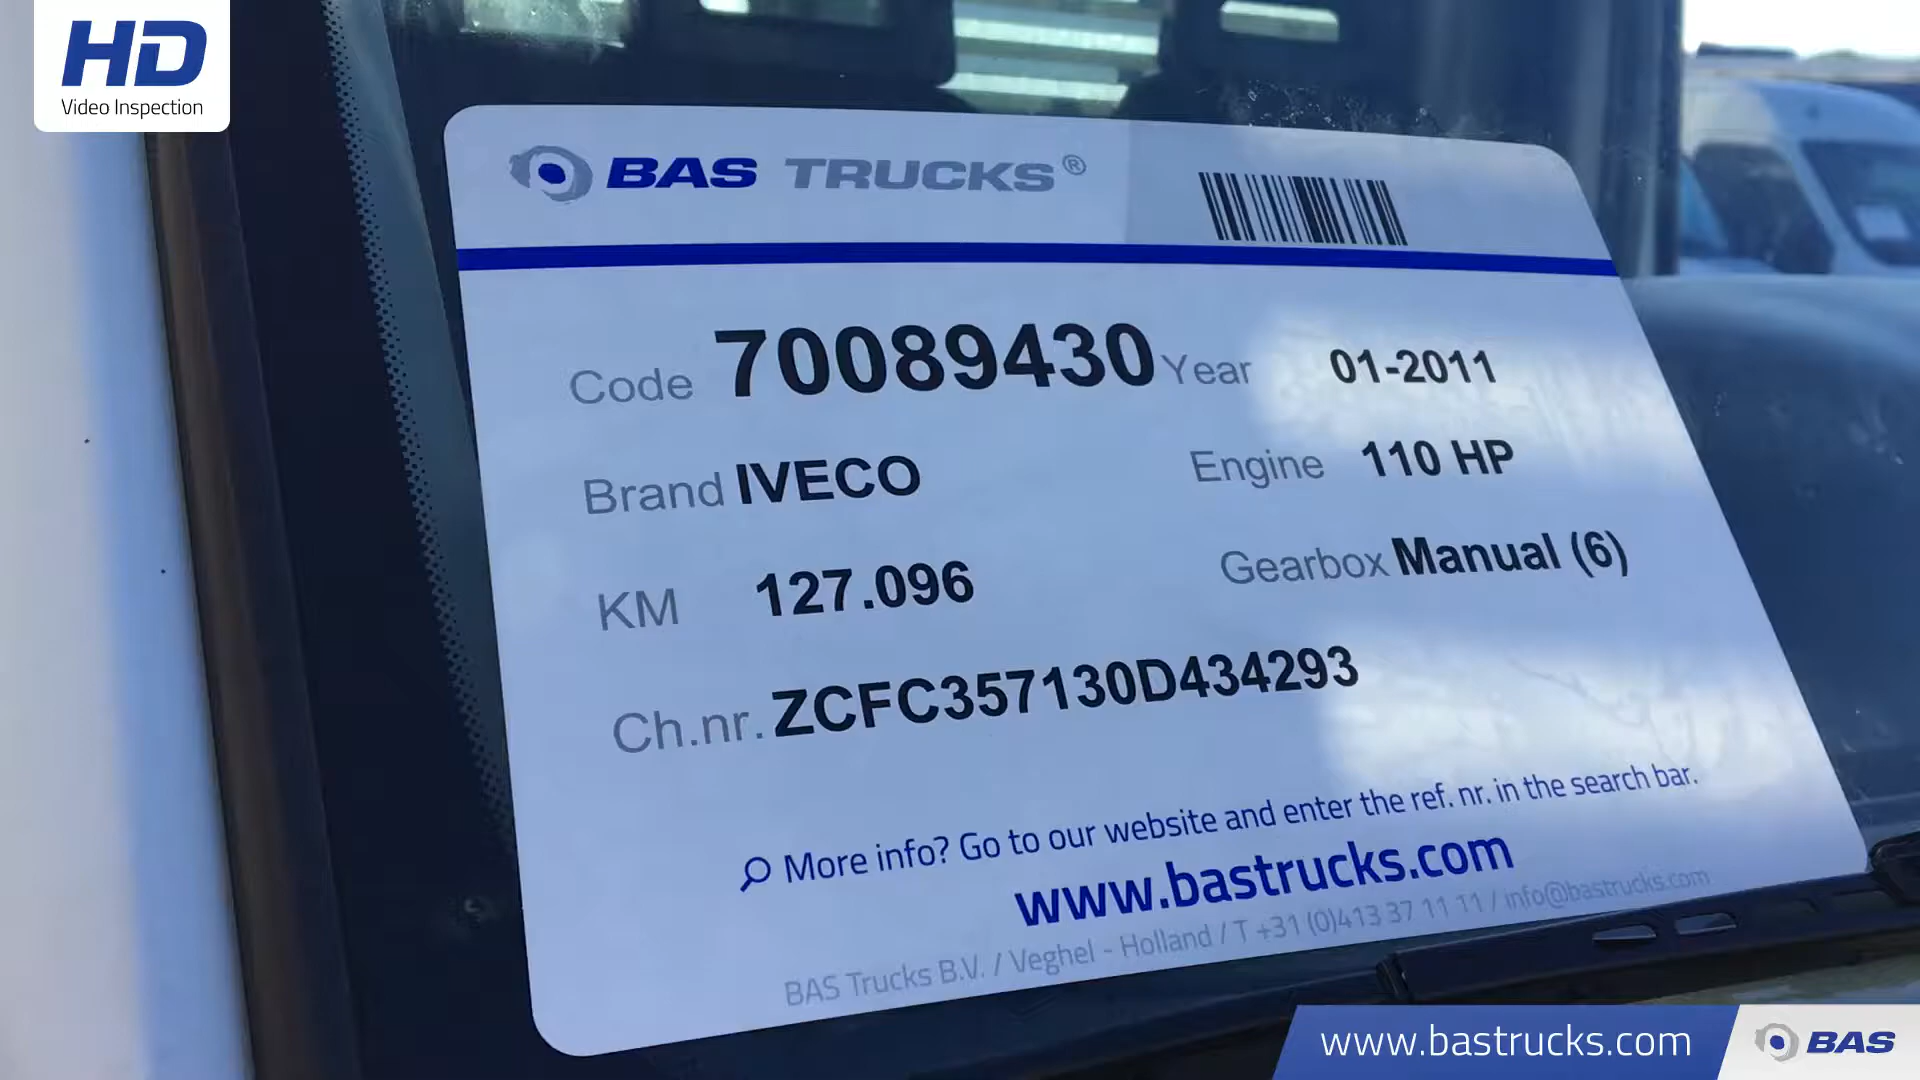 HD
Video Inspection
BAS TRUCKS®
Code 70089430 Year 01-2011
Brand IVECO Engine 110 HP
KM 127.096 Gearbox Manual (6)
Ch.nr. ZCFC357130D434293
More info? Go to our website and enter the ref. nr. in the search bar.
www.bastrucks.com
BAS Trucks B.V. / Veghel - Holland / T +31 (0)413 37 11 11 / info@bastrucks.com
www.bastrucks.com BAS